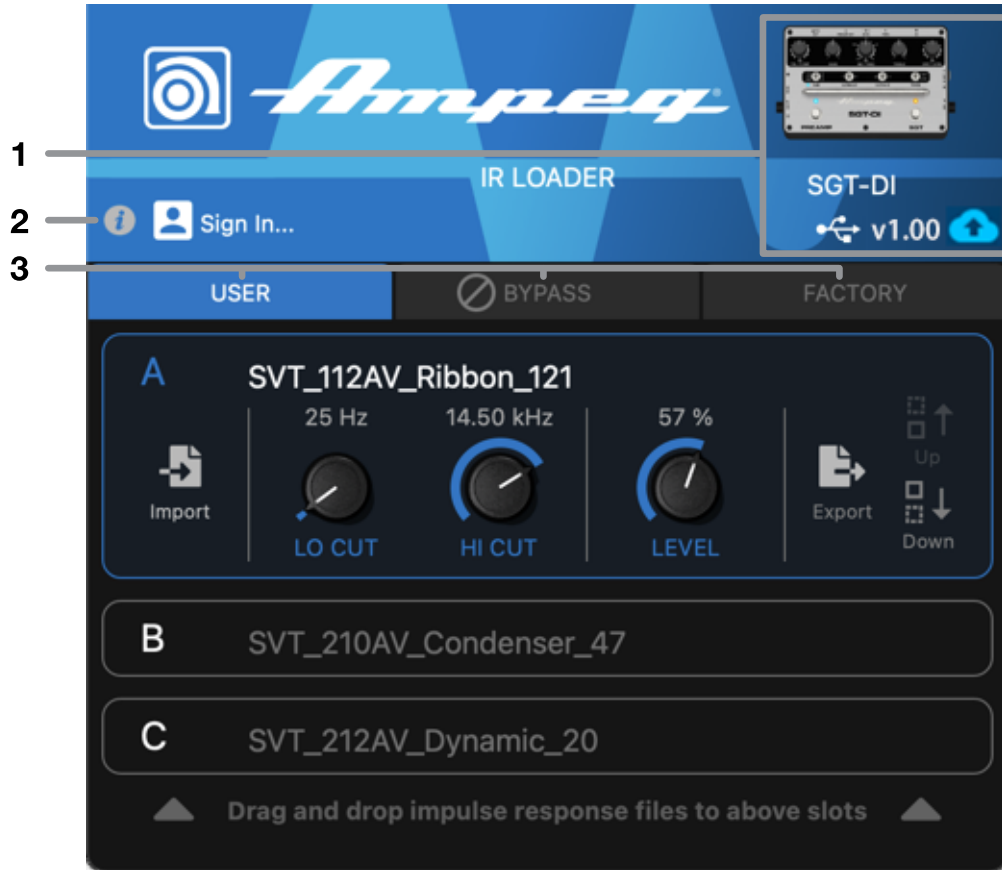 Ampeg
IR LOADER
SGT-DI
1
2
Sign In...
v1.00
3
USER
BYPASS
FACTORY
A
SVT_112AV_Ribbon_121
25 Hz
14.50 kHz
57 %
Import
LO CUT
HI CUT
LEVEL
Export
Up
Down
B
SVT_210AV_Condenser_47
C
SVT_212AV_Dynamic_20
Drag and drop impulse response files to above slots